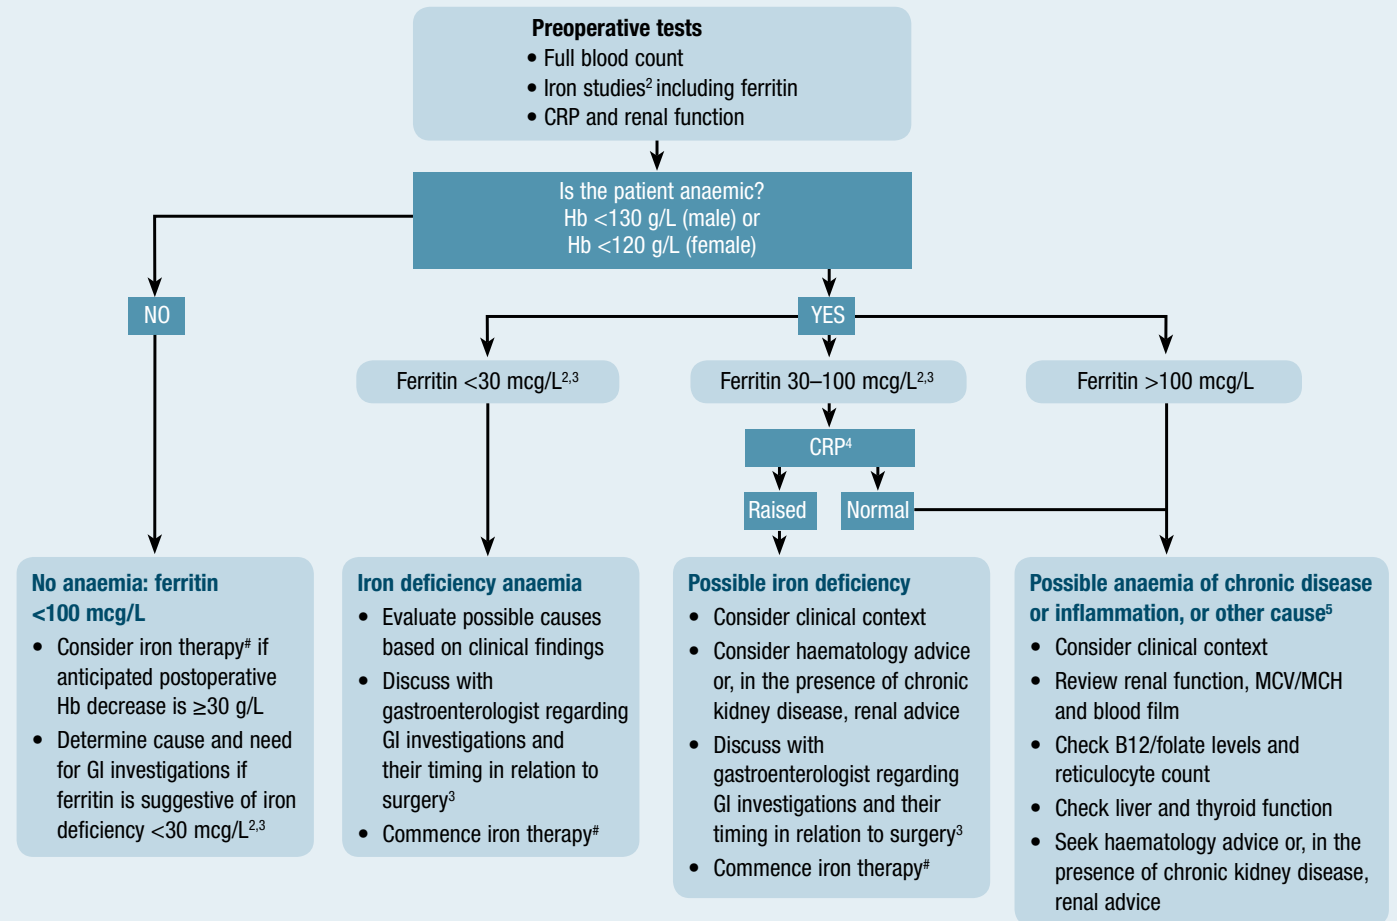 Preoperative tests
• Full blood count
• Iron studies2 including ferritin
• CRP and renal function
Is the patient anaemic?
Hb <130 g/L (male) or
Hb <120 g/L (female)
NO
YES
Ferritin <30 mcg/L2,3
Ferritin 30–100 mcg/L2,3
Ferritin >100 mcg/L
CRP4
Raised
Normal
No anaemia: ferritin
<100 mcg/L
• Consider iron therapy# if
anticipated postoperative
Hb decrease is ≥30 g/L
• Determine cause and need
for GI investigations if
ferritin is suggestive of iron
deficiency <30 mcg/L2,3
Iron deficiency anaemia
• Evaluate possible causes
based on clinical findings
• Discuss with
gastroenterologist regarding
GI investigations and
their timing in relation to
surgery3
• Commence iron therapy#
Possible iron deficiency
• Consider clinical context
• Consider haematology advice
or, in the presence of chronic
kidney disease, renal advice
• Discuss with
gastroenterologist regarding
GI investigations and their
timing in relation to surgery3
• Commence iron therapy#
Possible anaemia of chronic disease
or inflammation, or other cause5
• Consider clinical context
• Review renal function, MCV/MCH
and blood film
• Check B12/folate levels and
reticulocyte count
• Check liver and thyroid function
• Seek haematology advice or, in the
presence of chronic kidney disease,
renal advice